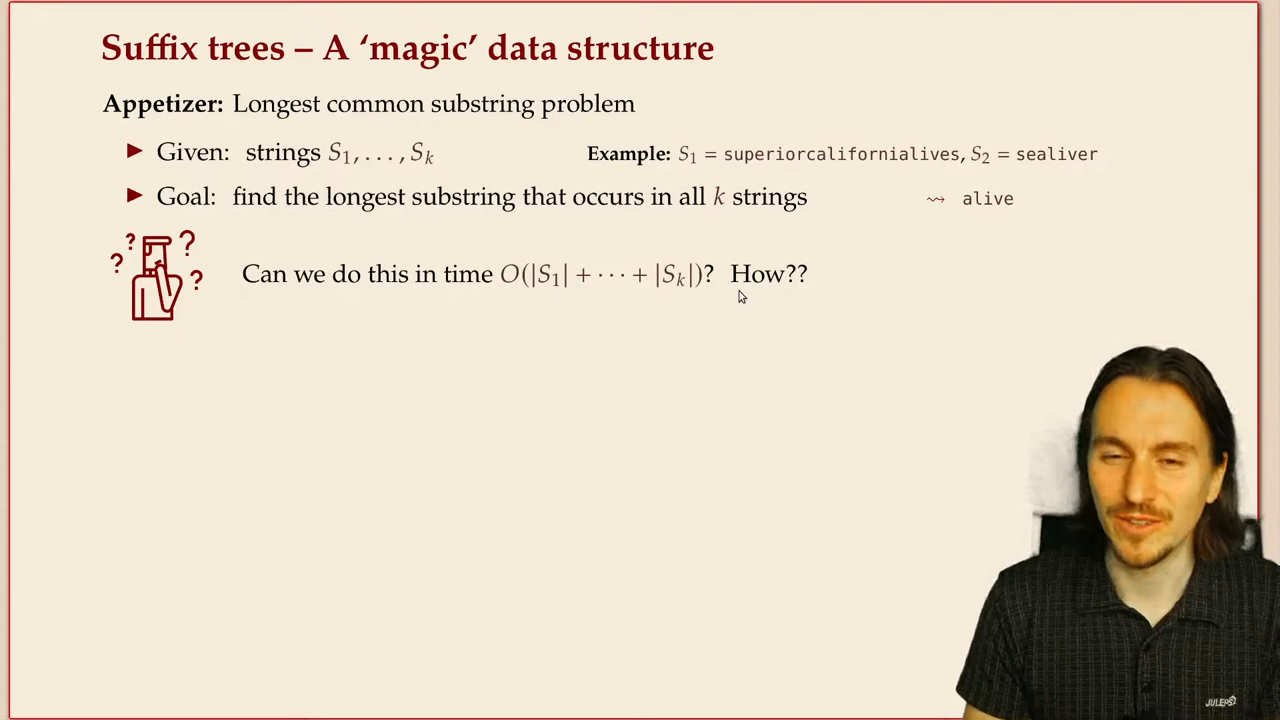 Suffix trees – A ‘magic’ data structure
Appetizer: Longest common substring problem
▶ Given: strings S₁, . . . , Sₖ
Example: S₁ = superiorcalifornialives, S₂ = sealiver
▶ Goal: find the longest substring that occurs in all k strings
⇝ alive
? ? ? ?
Can we do this in time O(|S₁| + · · · + |Sₖ|)? How??
JULEPS